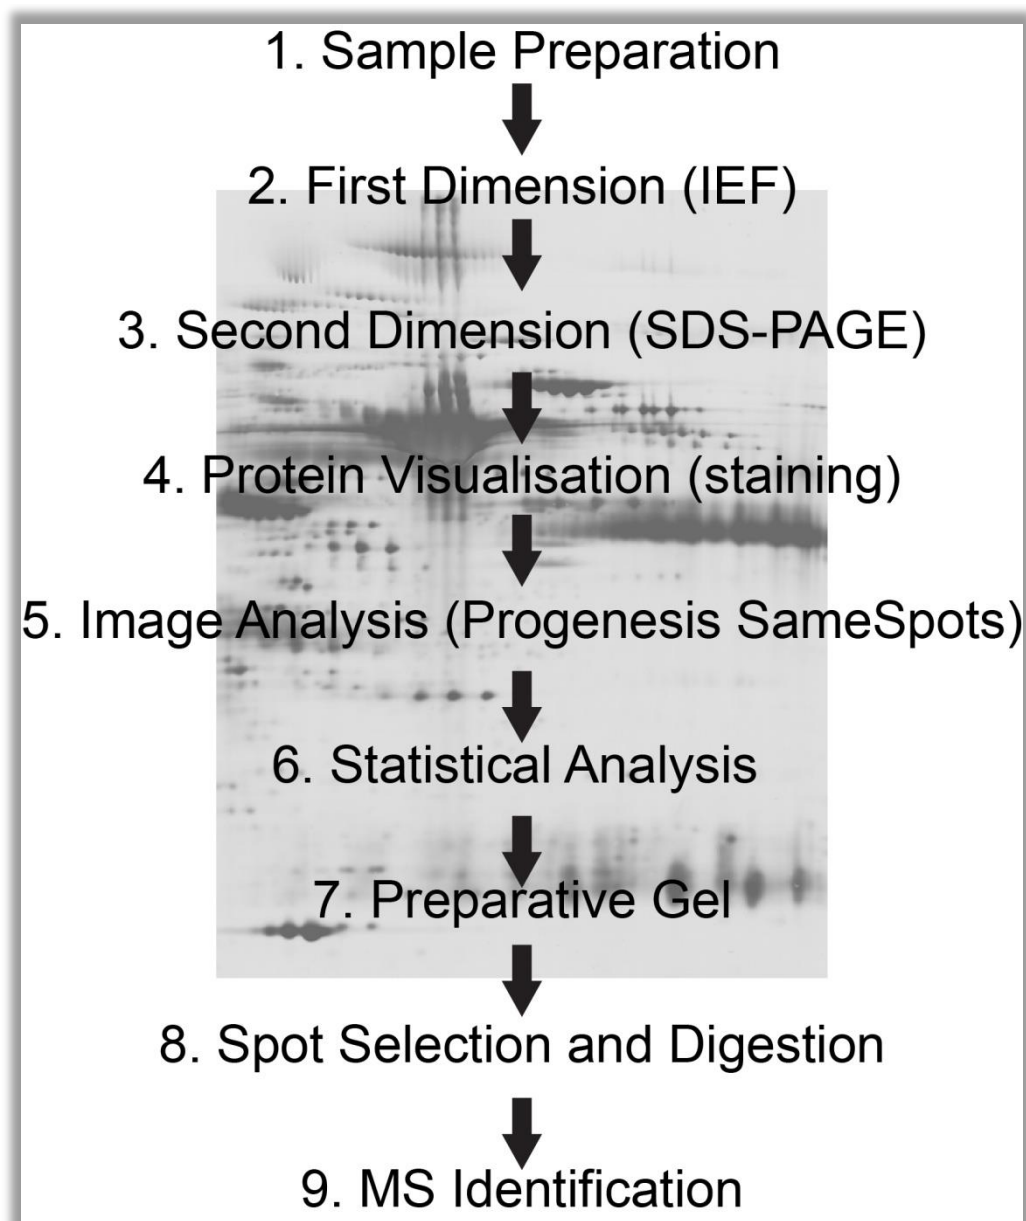 1. Sample Preparation
2. First Dimension (IEF)
3. Second Dimension (SDS-PAGE)
4. Protein Visualisation (staining)
5. Image Analysis (Progenesis SameSpots)
6. Statistical Analysis
7. Preparative Gel
8. Spot Selection and Digestion
9. MS Identification